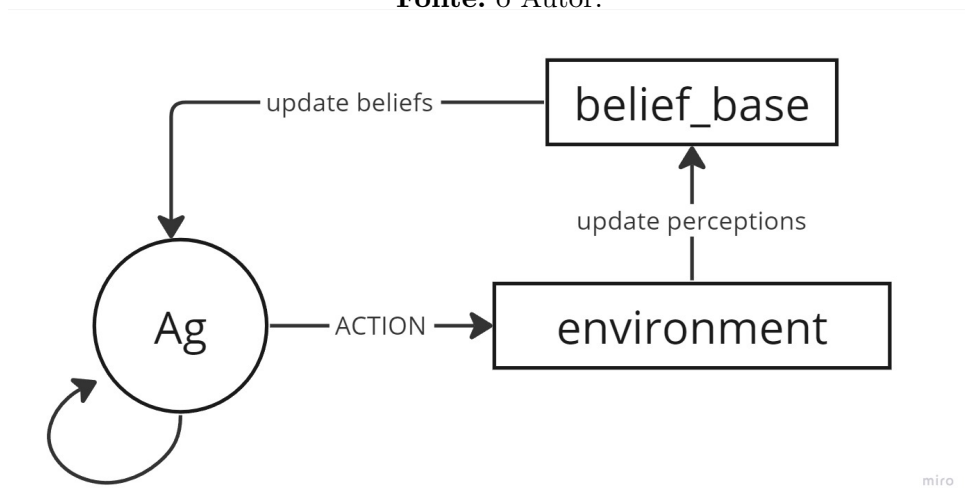 Fonte: o Autor.
belief_base
update beliefs
update perceptions
Ag
ACTION
environment
miro